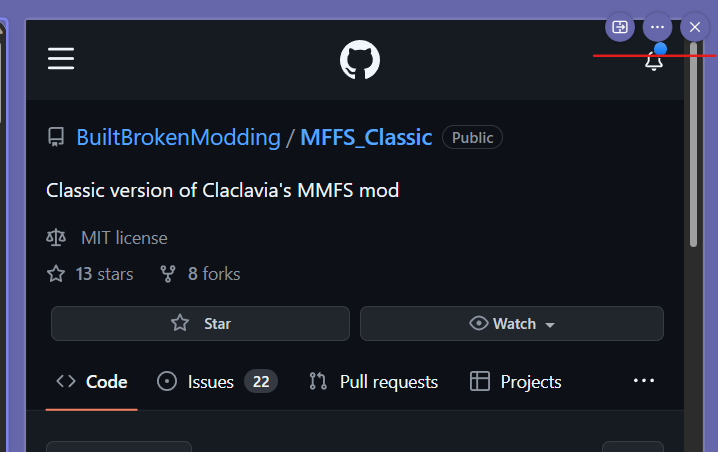 BuiltBrokenModding / MFFS_Classic Public
Classic version of Claclavia's MMFS mod
MIT license
13 stars 8 forks
Star Watch
Code Issues 22 Pull requests Projects